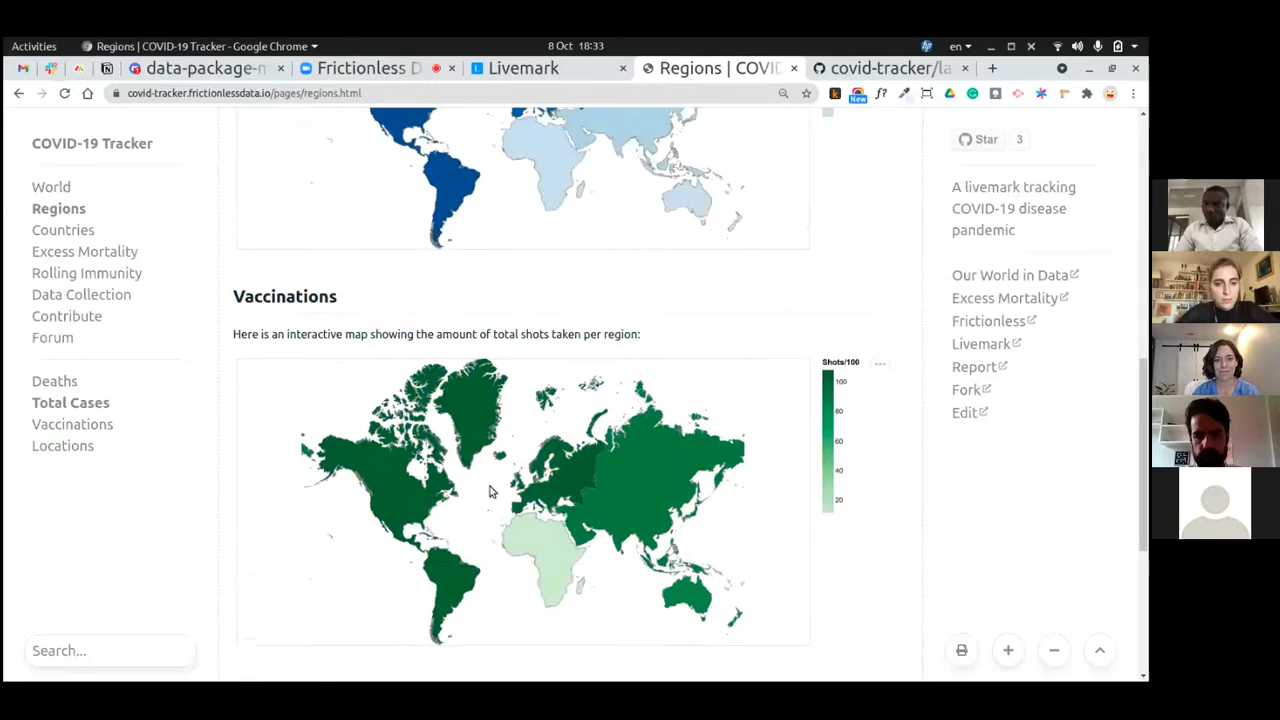 Activities
Regions | COVID-19 Tracker - Google Chrome
8 Oct 18:33
en
data-package-m
Frictionless D
Livemark
Regions | COVID
covid-tracker/la
covid-tracker.frictionlessdata.io/pages/regions.html
New
COVID-19 Tracker
World
Regions
Countries
Excess Mortality
Rolling Immunity
Data Collection
Contribute
Forum
Deaths
Total Cases
Vaccinations
Locations
Search...
Vaccinations
Here is an interactive map showing the amount of total shots taken per region:
Shots/100
100
80
60
40
20
Star 3
A livemark tracking
COVID-19 disease
pandemic
Our World in Data
Excess Mortality
Frictionless
Livemark
Report
Fork
Edit